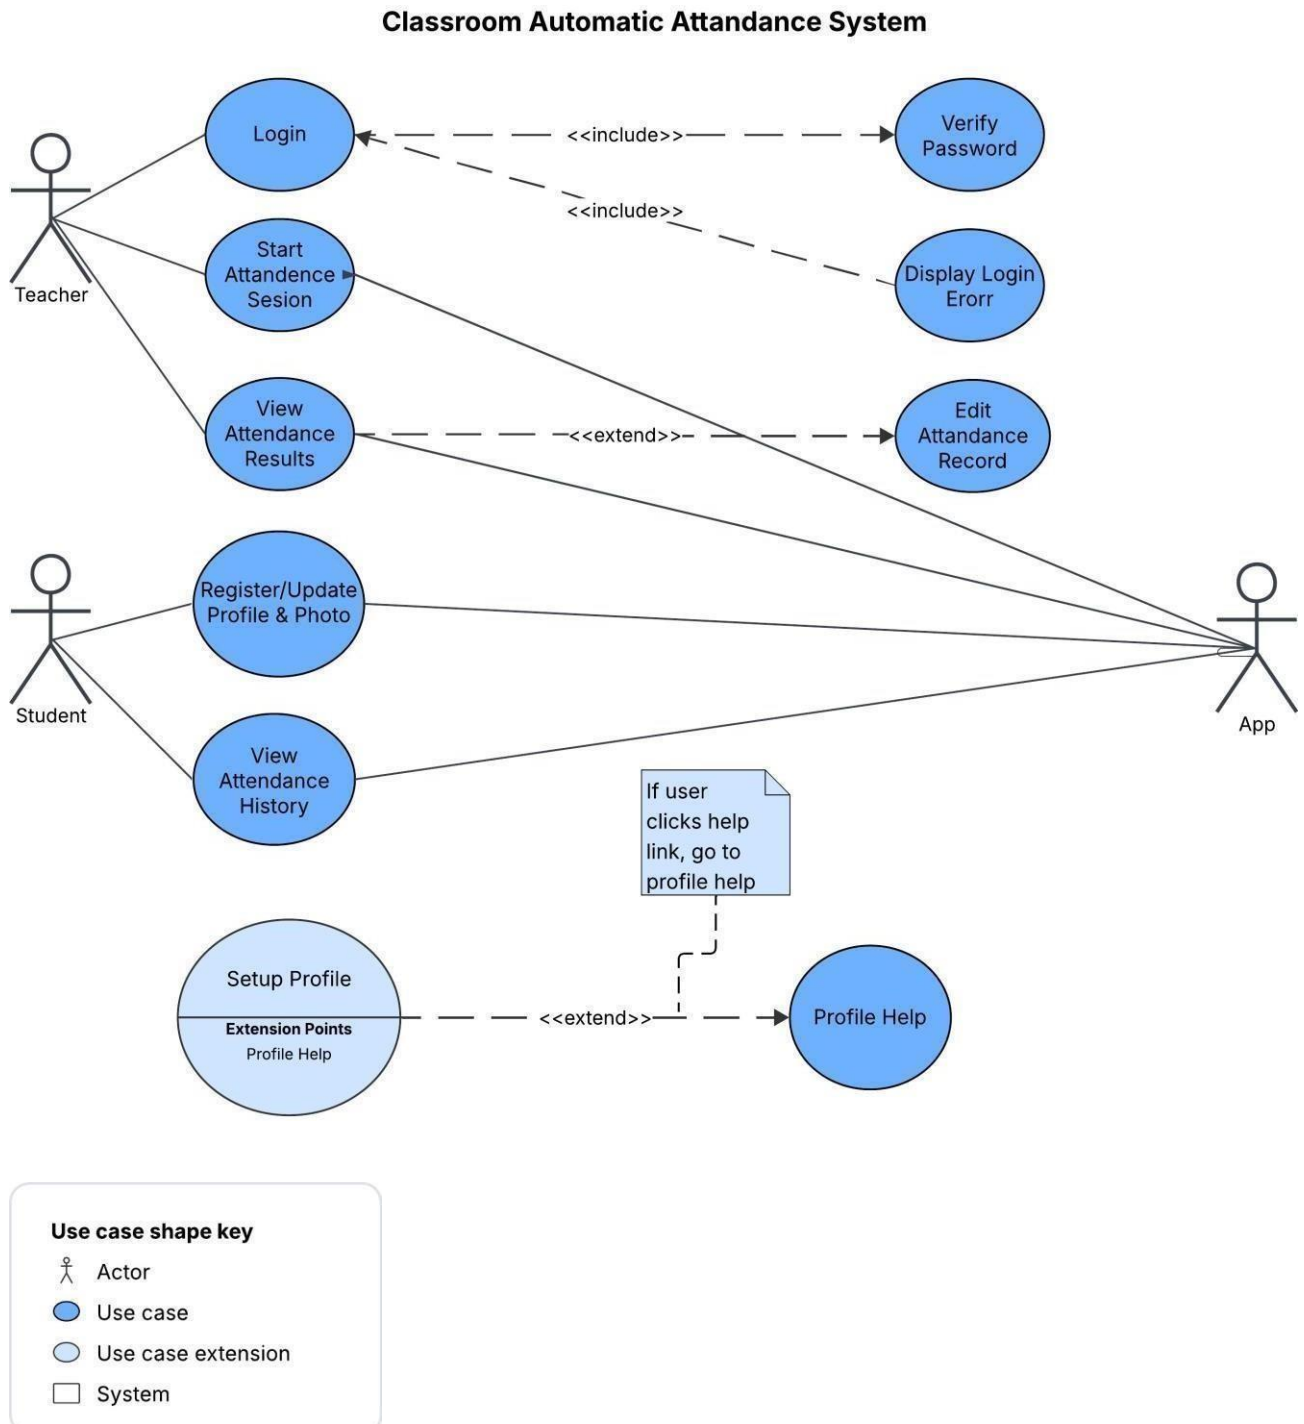 Classroom Automatic Attandance System
Login
<<include>>
Verify
Password
<<include>>
Start
Attandence
Sesion
Display Login
Erorr
Teacher
View
Attendance
Results
<<extend>>
Edit
Attandance
Record
Register/Update
Profile & Photo
Student
App
View
Attendance
History
If user
clicks help
link, go to
profile help
Setup Profile
Extension Points
Profile Help
<<extend>>
Profile Help
Use case shape key
Actor
Use case
Use case extension
System